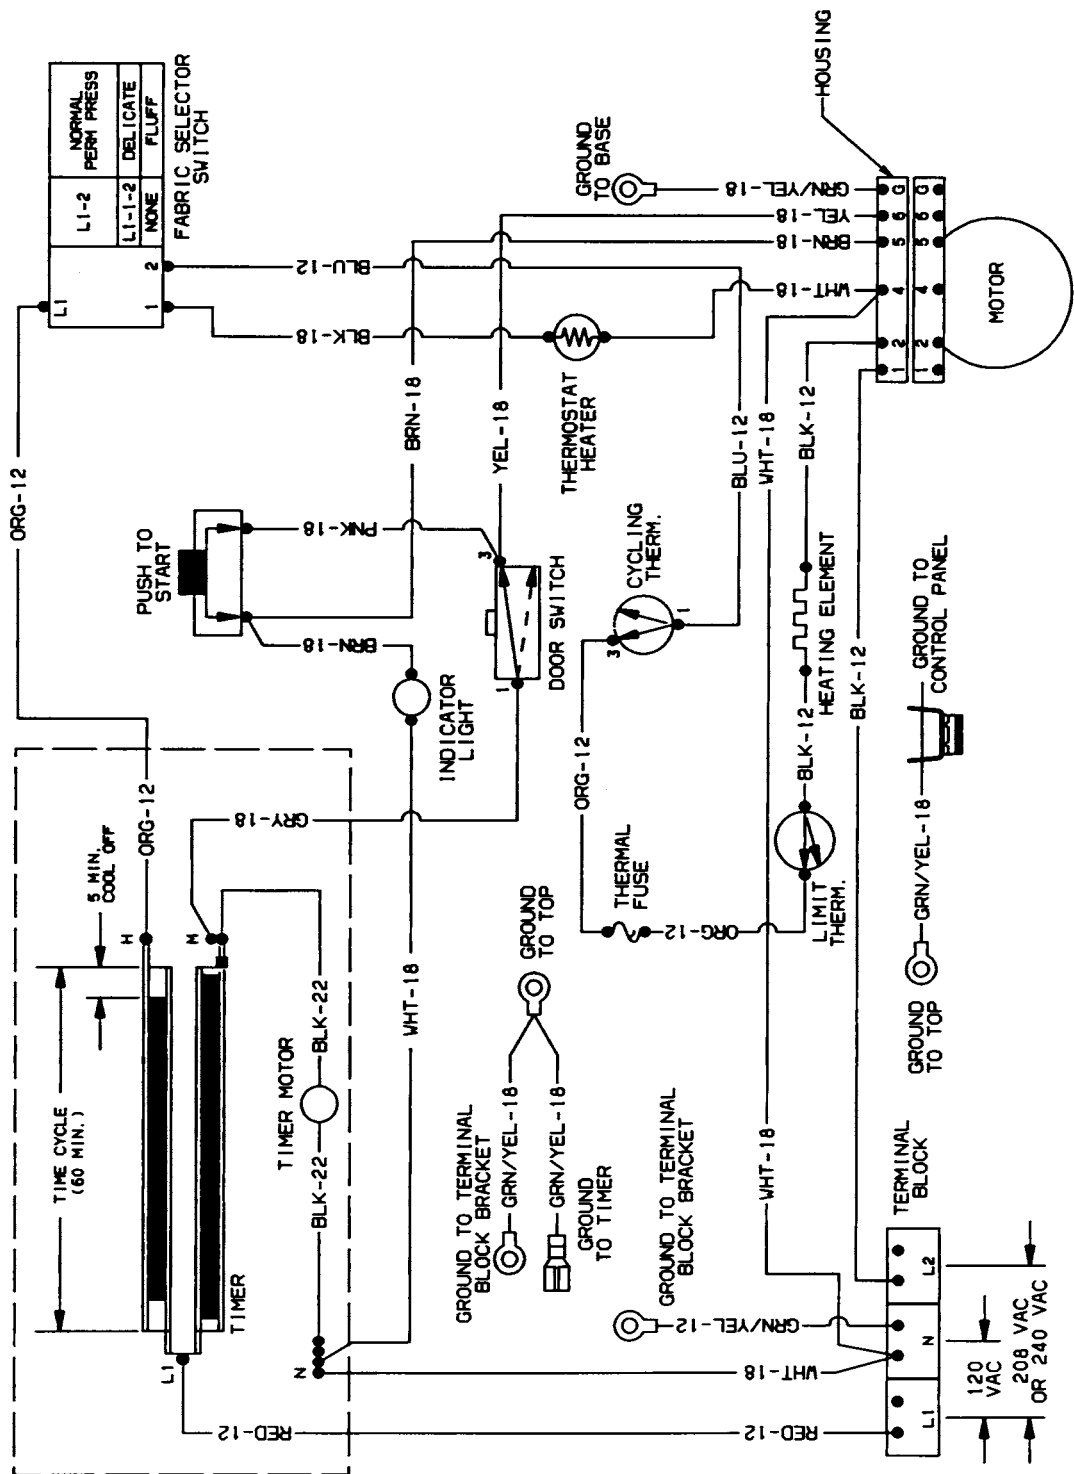 ORG-12
L1
L1-2
NORMAL
PERM PRESS
L1-1-2
DELICATE
NONE
FLUFF
1
2
FABRIC SELECTOR
SWITCH
PUSH TO
START
BRN-18
PNK-18
BLK-18
BLU-12
BRN-18
YEL-18
THERMOSTAT
HEATER
GROUND
TO BASE
HOUSING
WHT-18
BRN-18
YEL-18
GRN/YEL-18
1
2
4
5
6
G
1
2
4
5
6
G
MOTOR
TIME CYCLE
(60 MIN.)
5 MIN.
COOL OFF
ORG-12
H
M
L1
TIMER
GRY-18
TIMER MOTOR
BLK-22
BLK-22
N
INDICATOR
LIGHT
WHT-18
1
3
DOOR SWITCH
CYCLING
THERM.
3
1
BLU-12
ORG-12
THERMAL
FUSE
ORG-12
LIMIT
THERM.
BLK-12
HEATING ELEMENT
BLK-12
WHT-18
BLK-12
GROUND TO
CONTROL PANEL
GRN/YEL-18
GROUND
TO TOP
GROUND
TO TOP
GROUND TO TERMINAL
BLOCK BRACKET
GRN/YEL-18
GRN/YEL-18
GROUND
TO TIMER
GROUND TO TERMINAL
BLOCK BRACKET
GRN/YEL-12
WHT-18
WHT-18
RED-12
RED-12
L1
N
L2
TERMINAL
BLOCK
120
VAC
208 VAC
OR 240 VAC